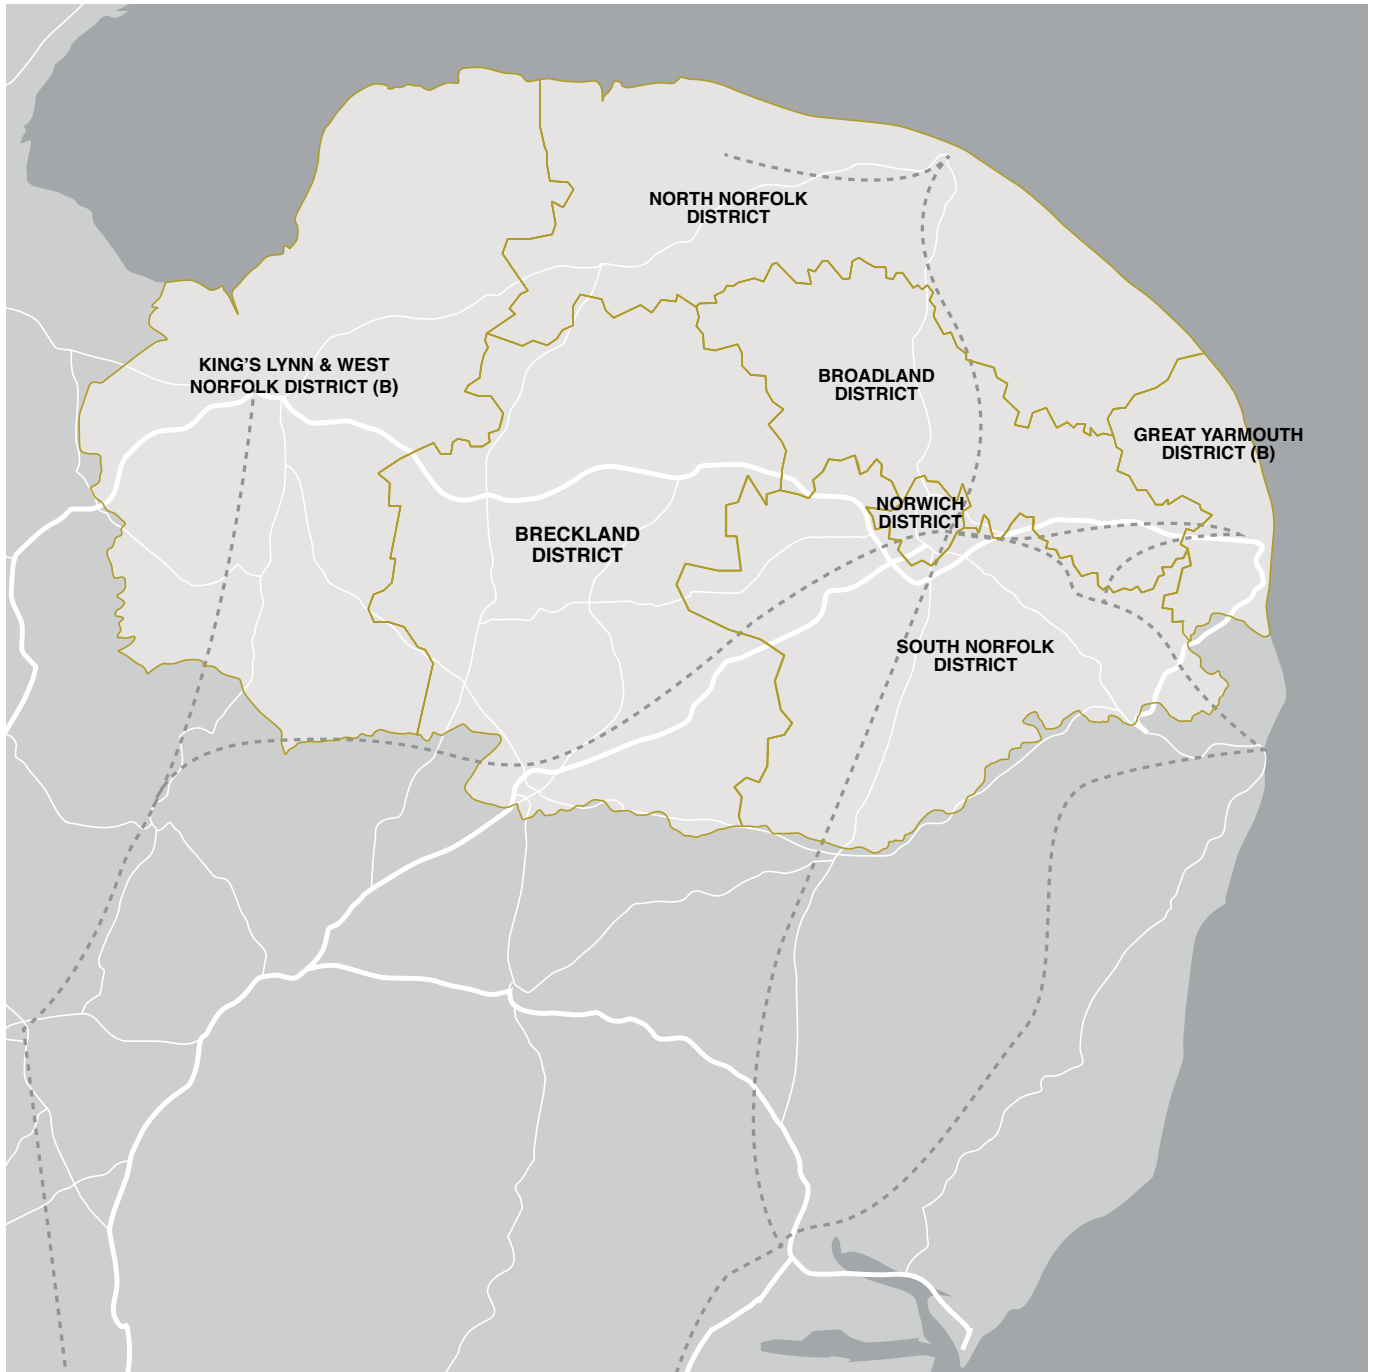 NORTH NORFOLK
DISTRICT
KING’S LYNN & WEST
NORFOLK DISTRICT (B)
BROADLAND
DISTRICT
GREAT YARMOUTH
DISTRICT (B)
NORWICH
DISTRICT
BRECKLAND
DISTRICT
SOUTH NORFOLK
DISTRICT